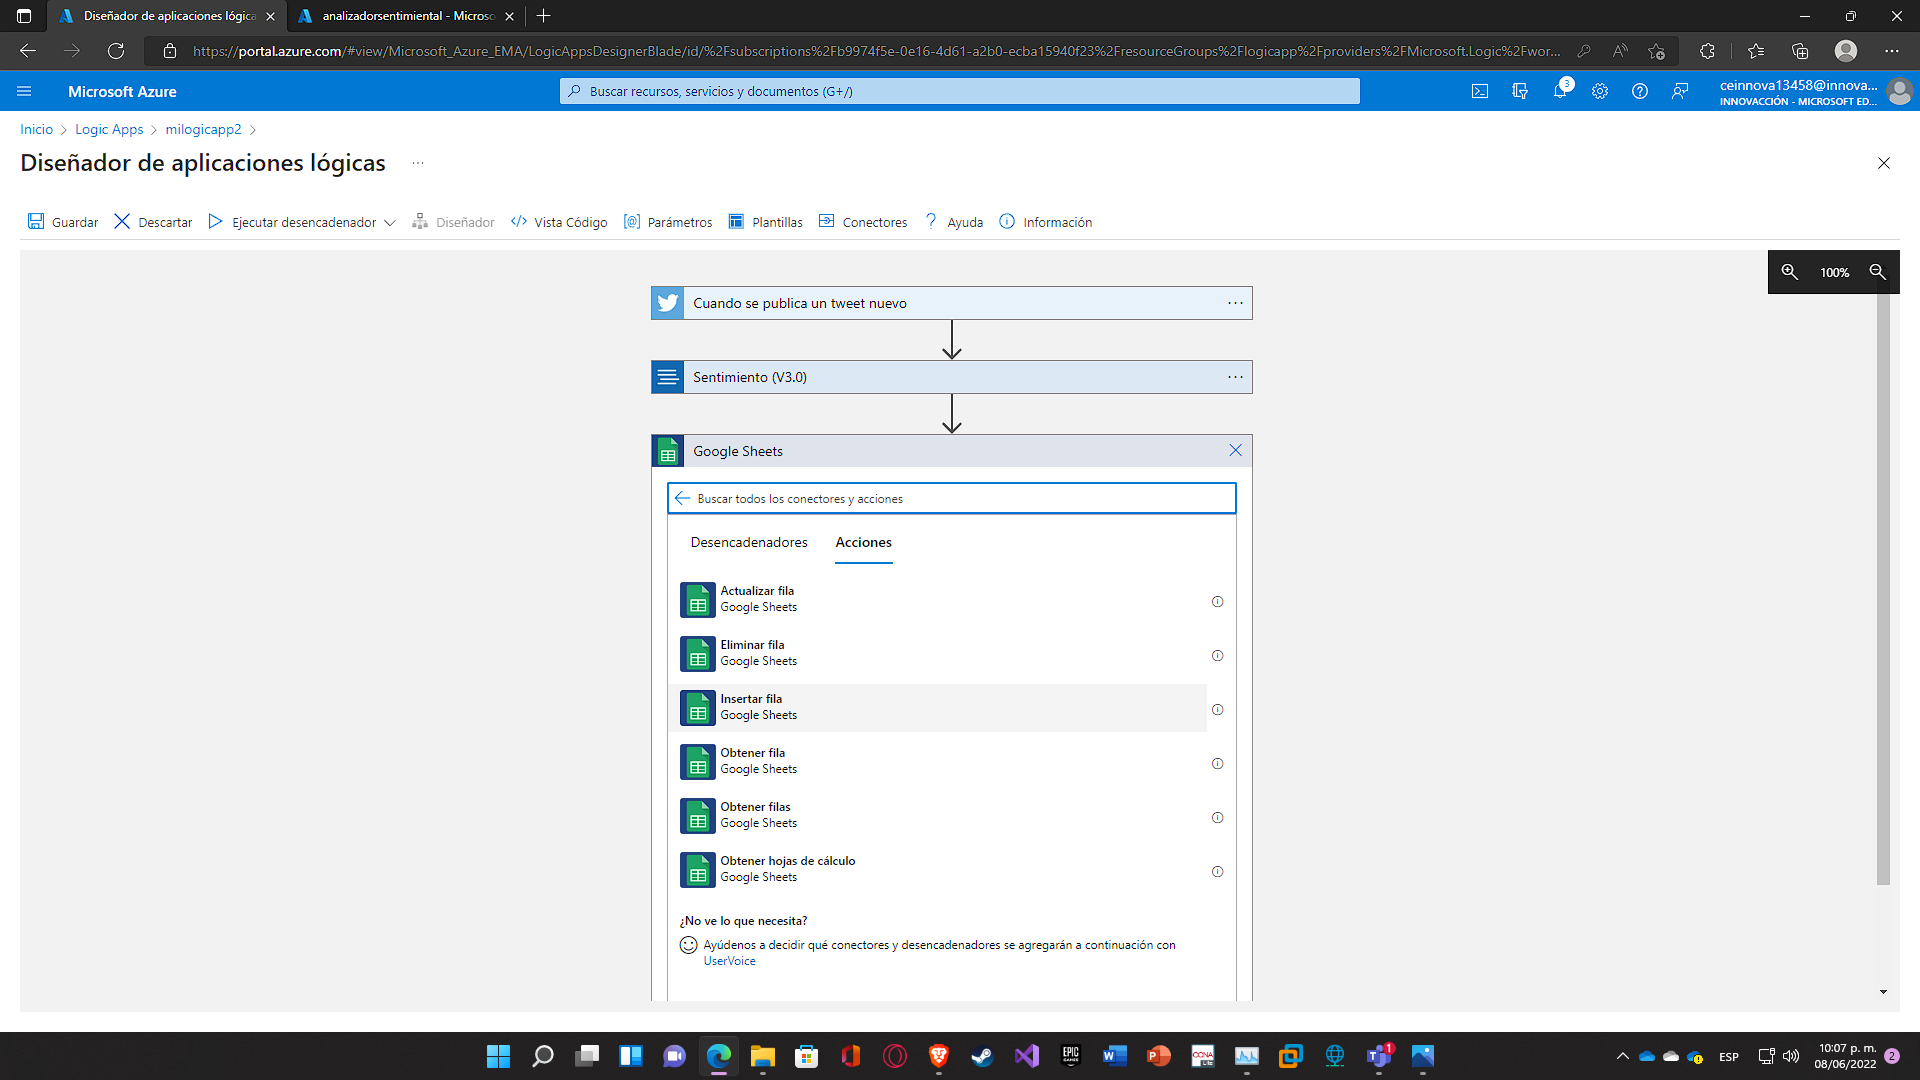 Diseñador de aplicaciones lógica
analizadorsentimiental - Microso
https://portal.azure.com/#view/Microsoft_Azure_EMA/LogicAppsDesignerBlade/id/%2Fsubscriptions%2Fb9974f5e-0e16-4d61-a2b0-ecba15940f23%2FresourceGroups%2Flogicapp%2Fproviders%2FMicrosoft.Logic%2Fwor...
Microsoft Azure
Buscar recursos, servicios y documentos (G+/)
3
ceinnova13458@innova...
INNOVACCIÓN - MICROSOFT ED...
Inicio > Logic Apps > milogicapp2 >
Diseñador de aplicaciones lógicas ...
Guardar Descartar Ejecutar desencadenador Diseñador Vista Código Parámetros Plantillas Conectores Ayuda Información
100%
Cuando se publica un tweet nuevo
Sentimiento (V3.0)
Google Sheets
Buscar todos los conectores y acciones
Desencadenadores Acciones
Actualizar fila
Google Sheets
Eliminar fila
Google Sheets
Insertar fila
Google Sheets
Obtener fila
Google Sheets
Obtener filas
Google Sheets
Obtener hojas de cálculo
Google Sheets
¿No ve lo que necesita?
Ayúdenos a decidir qué conectores y desencadenadores se agregarán a continuación con
UserVoice
EPIC
GAMES
CCNA
1
ESP
10:07 p. m.
08/06/2022
2